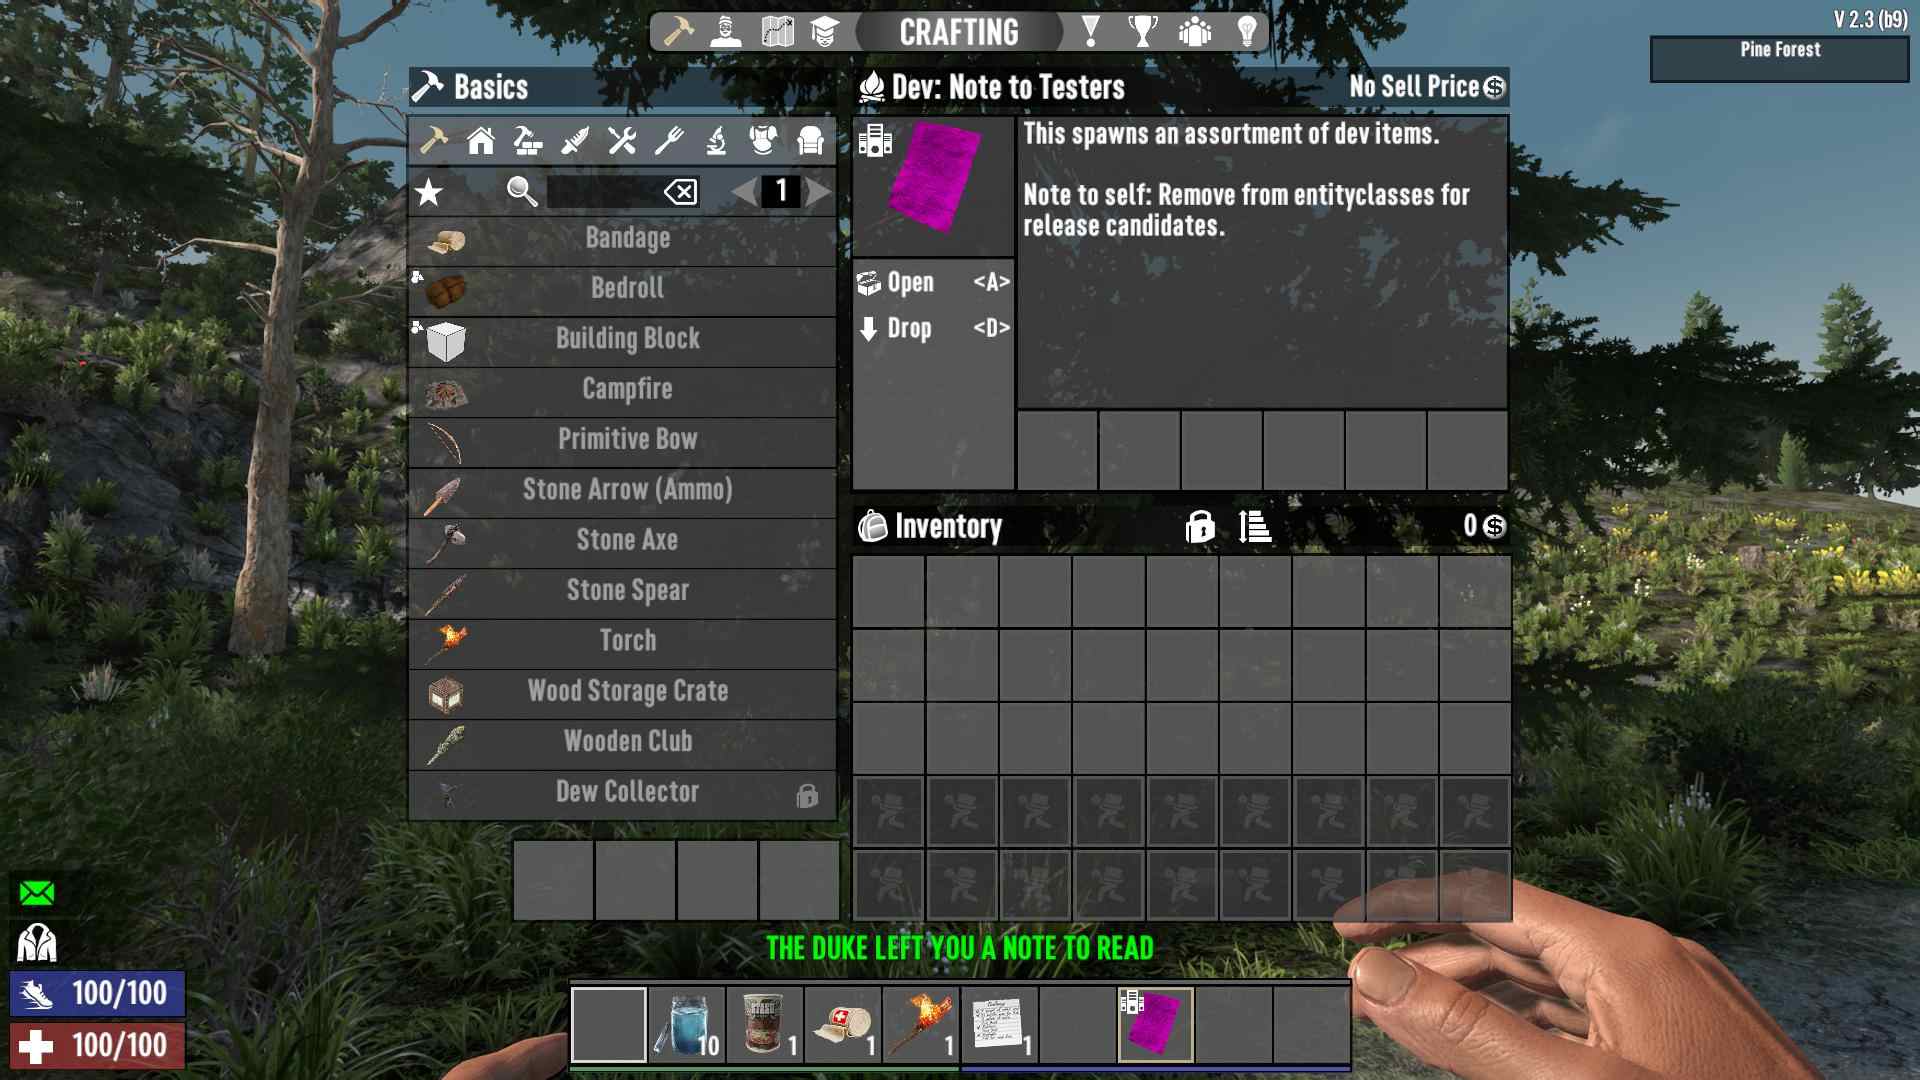 CRAFTING
V 2.3 (b9)
Pine Forest
Basics
1
Bandage
Bedroll
Building Block
Campfire
Primitive Bow
Stone Arrow (Ammo)
Stone Axe
Stone Spear
Torch
Wood Storage Crate
Wooden Club
Dew Collector
Dev: Note to Testers
No Sell Price
This spawns an assortment of dev items.
Note to self: Remove from entityclasses for
release candidates.
Open <A>
Drop <D>
Inventory
0
THE DUKE LEFT YOU A NOTE TO READ
100/100
100/100
10
1
1
1
1